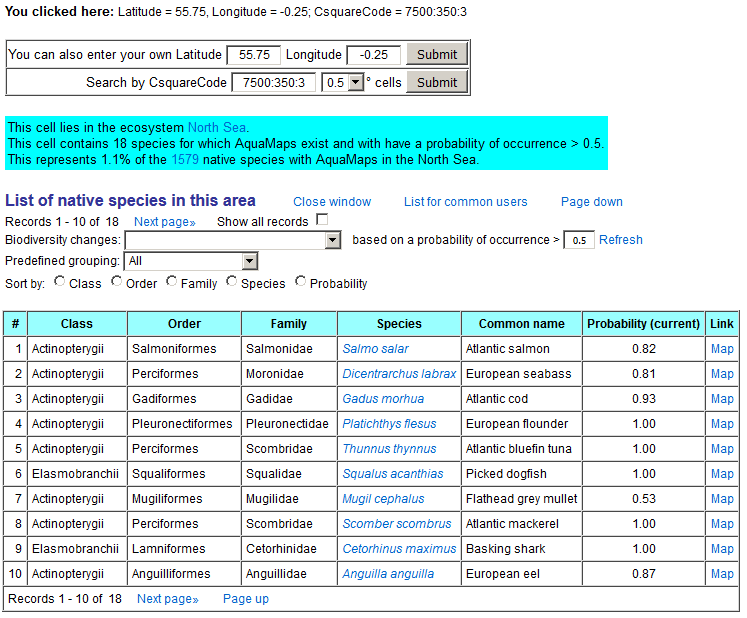 You clicked here: Latitude = 55.75, Longitude = -0.25; CsquareCode = 7500:350:3
You can also enter your own Latitude 55.75 Longitude -0.25 Submit
Search by CsquareCode 7500:350:3 0.5 ° cells Submit
This cell lies in the ecosystem North Sea.
This cell contains 18 species for which AquaMaps exist and with have a probability of occurrence > 0.5.
This represents 1.1% of the 1579 native species with AquaMaps in the North Sea.
List of native species in this area Close window List for common users Page down
Records 1 - 10 of 18 Next page» Show all records
Biodiversity changes: based on a probability of occurrence > 0.5 Refresh
Predefined grouping: All
Sort by: Class Order Family Species Probability
# Class Order Family Species Common name Probability (current) Link
1 Actinopterygii Salmoniformes Salmonidae Salmo salar Atlantic salmon 0.82 Map
2 Actinopterygii Perciformes Moronidae Dicentrarchus labrax European seabass 0.81 Map
3 Actinopterygii Gadiformes Gadidae Gadus morhua Atlantic cod 0.93 Map
4 Actinopterygii Pleuronectiformes Pleuronectidae Platichthys flesus European flounder 1.00 Map
5 Actinopterygii Perciformes Scombridae Thunnus thynnus Atlantic bluefin tuna 1.00 Map
6 Elasmobranchii Squaliformes Squalidae Squalus acanthias Picked dogfish 1.00 Map
7 Actinopterygii Mugiliformes Mugilidae Mugil cephalus Flathead grey mullet 0.53 Map
8 Actinopterygii Perciformes Scombridae Scomber scombrus Atlantic mackerel 1.00 Map
9 Elasmobranchii Lamniformes Cetorhinidae Cetorhinus maximus Basking shark 1.00 Map
10 Actinopterygii Anguilliformes Anguillidae Anguilla anguilla European eel 0.87 Map
Records 1 - 10 of 18 Next page» Page up